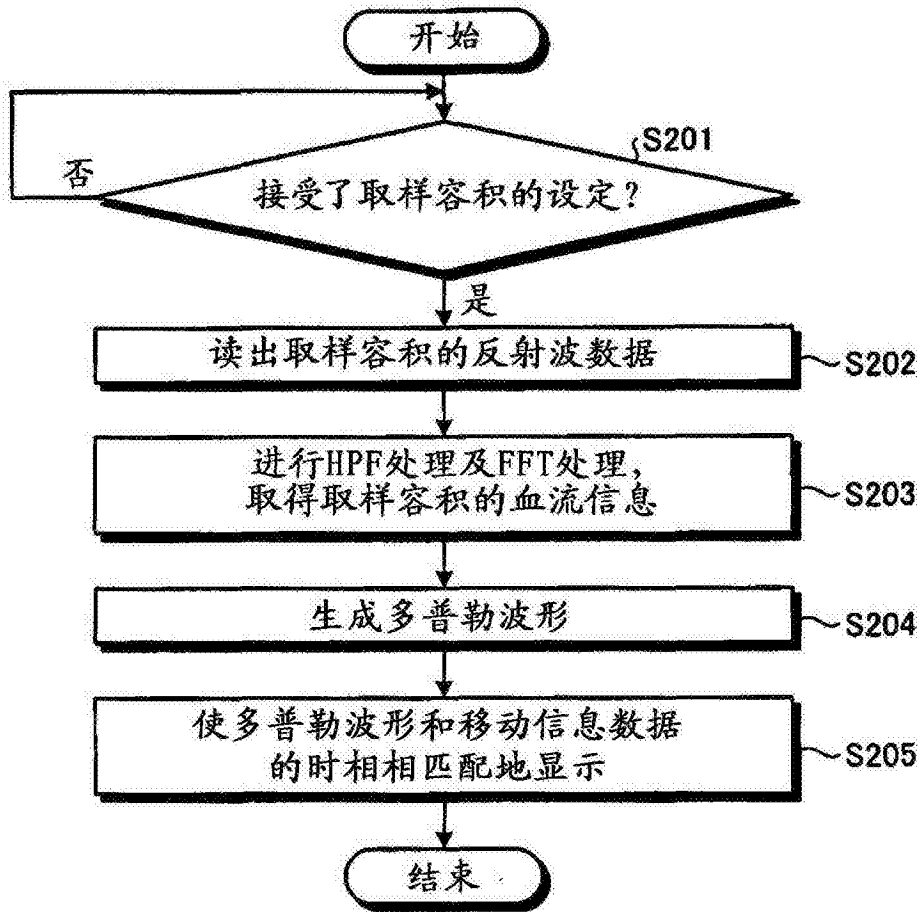 开始
S201
否
接受了取样容积的设定?
是
读出取样容积的反射波数据
S202
进行HPF处理及FFT处理,
取得取样容积的血流信息
S203
生成多普勒波形
S204
使多普勒波形和移动信息数据
的时相相匹配地显示
S205
结束